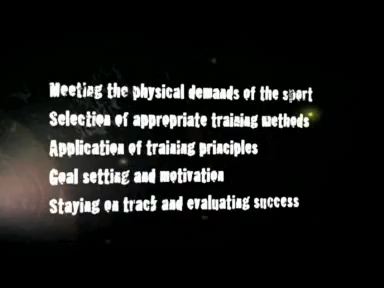 Meeting the physical demands of the sport
Selection of appropriate training methods
Application of training principles
Goal setting and motivation
Staying on track and evaluating success